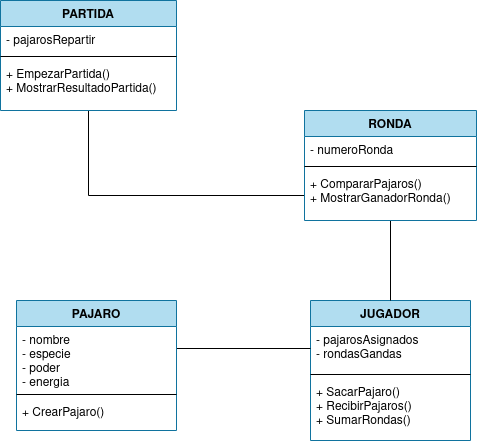 PARTIDA
- pajarosRepartir
+ EmpezarPartida()
+ MostrarResultadoPartida()
RONDA
- numeroRonda
+ CompararPajaros()
+ MostrarGanadorRonda()
PAJARO
- nombre
- especie
- poder
- energia
+ CrearPajaro()
JUGADOR
- pajarosAsignados
- rondasGandas
+ SacarPajaro()
+ RecibirPajaros()
+ SumarRondas()